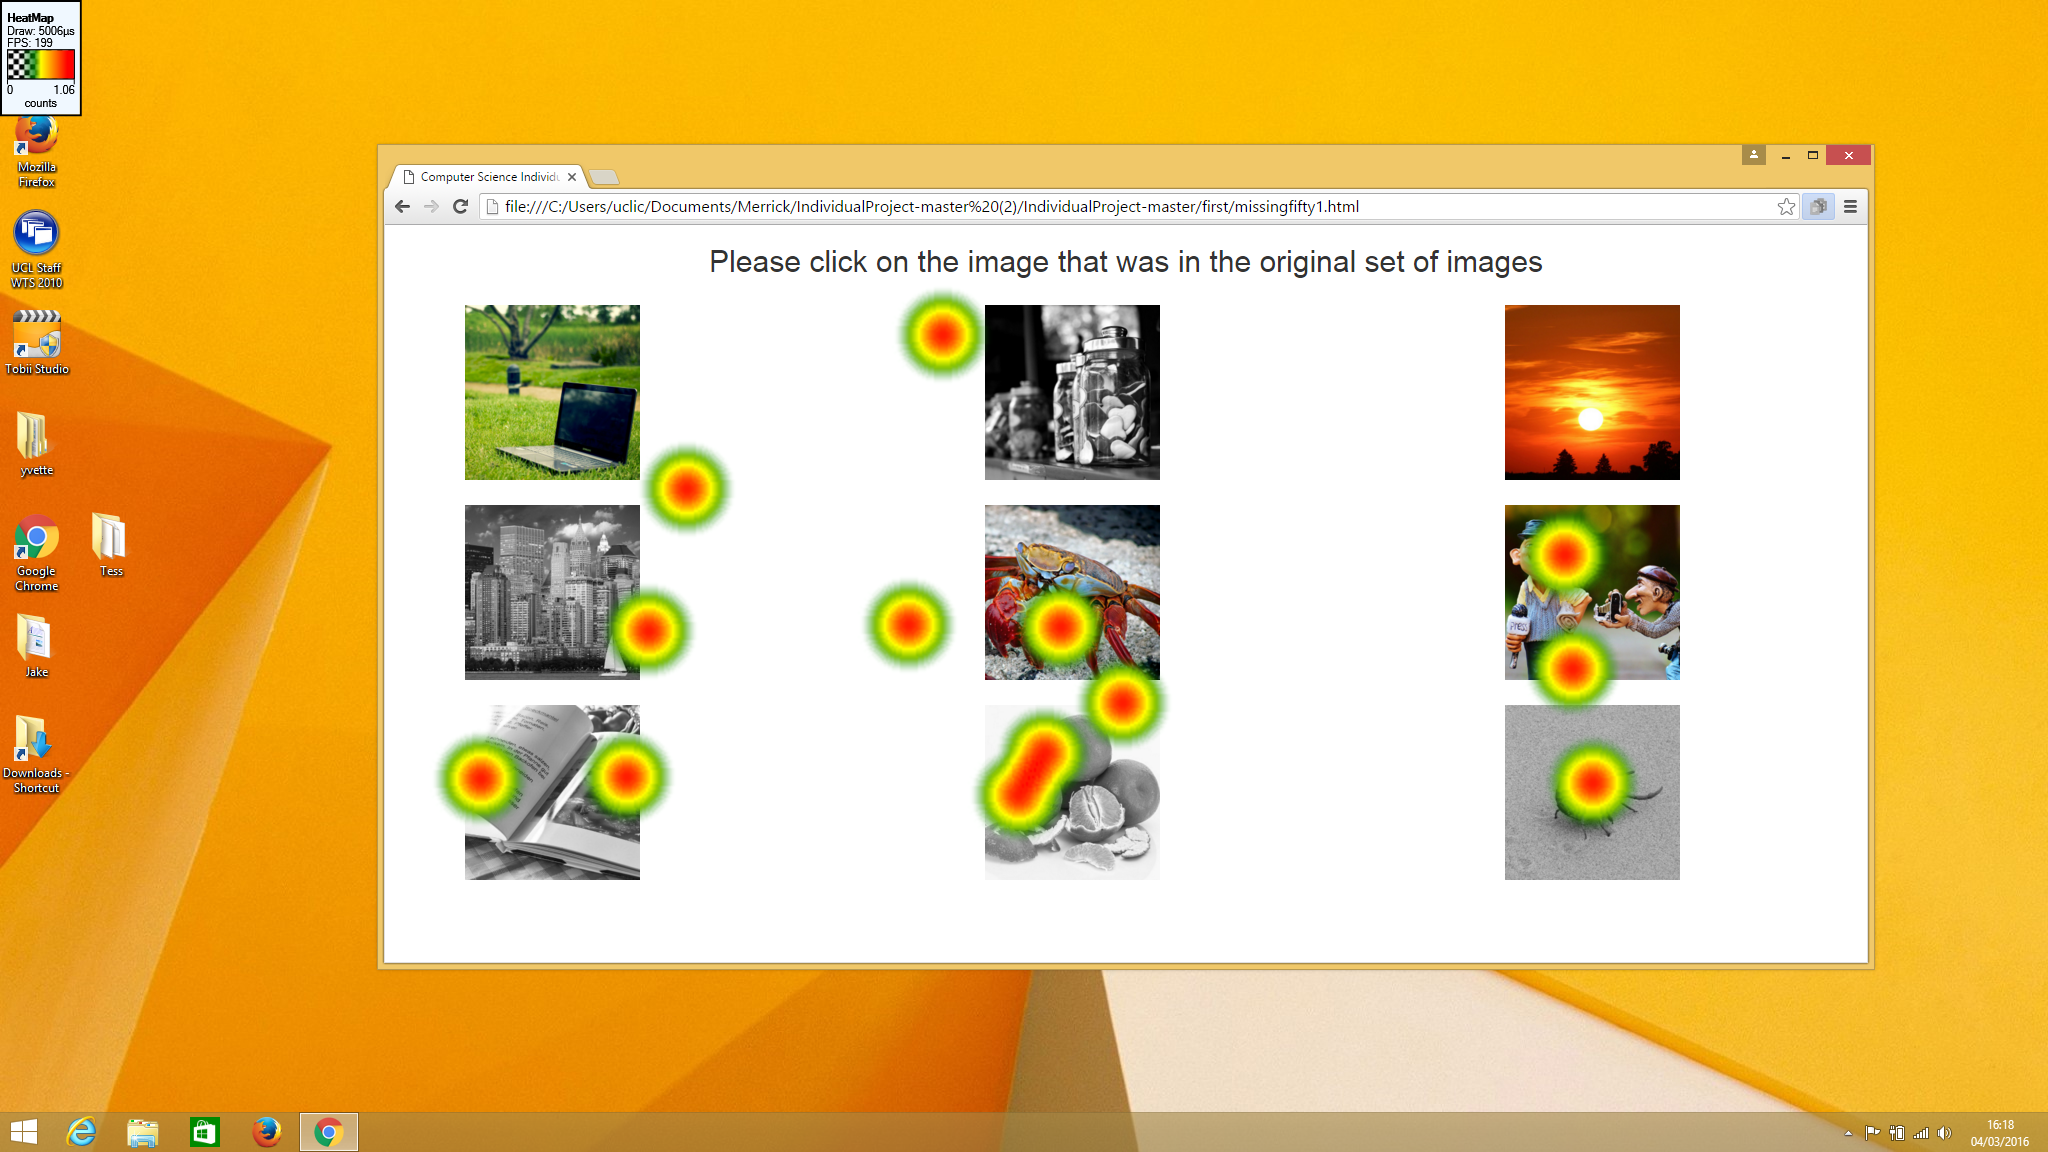 HeatMap
Draw: 5006µs
FPS: 199
0 1.06
counts
Mozilla
Firefox
UCL Staff
WTS 2010
Tobii Studio
yvette
Google
Chrome
Tess
Jake
Downloads -
Shortcut
Computer Science Individu
file:///C:/Users/uclic/Documents/Merrick/IndividualProject-master%20(2)/IndividualProject-master/first/missingfifty1.html
Please click on the image that was in the original set of images
PRESS
16:18
04/03/2016